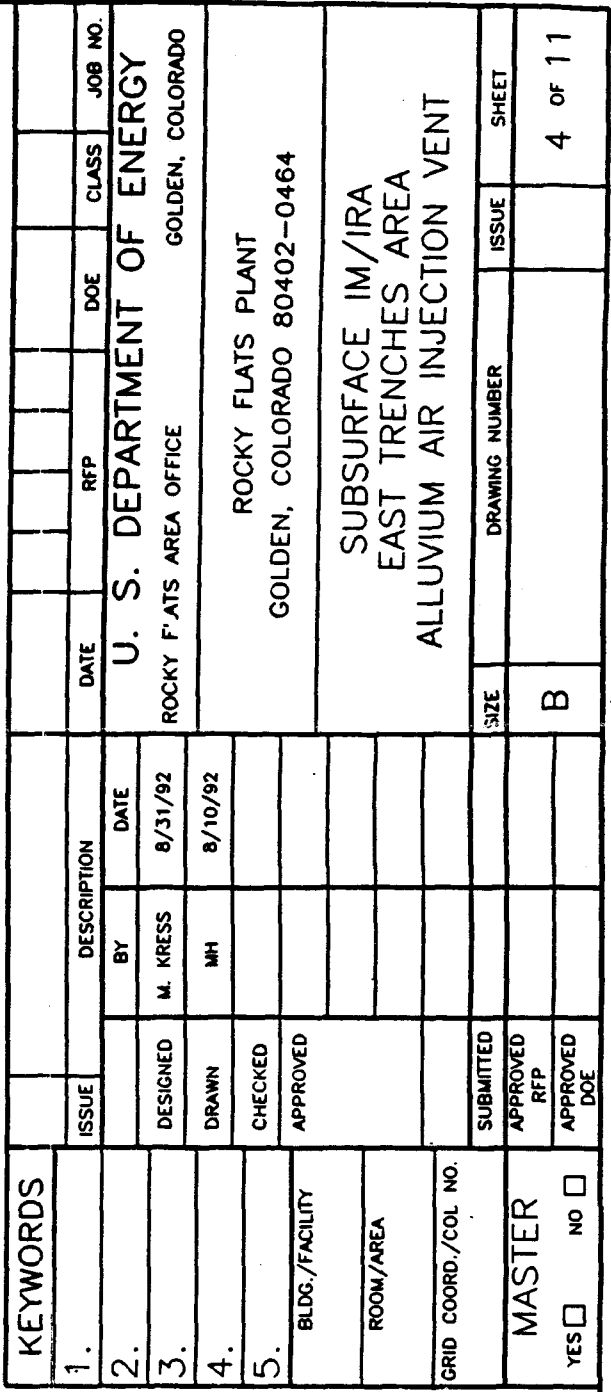 KEYWORDS
1.
2.
3.
4.
5.
BLDG./FACILITY
ROOM/AREA
GRID COORD./COL NO.
MASTER
YES NO
ISSUE DESCRIPTION DATE RFP DOE CLASS JOB NO.
BY DATE
DESIGNED M. KRESS 8/31/92
DRAWN MH 8/10/92
CHECKED
APPROVED
SUBMITTED
APPROVED
RFP
APPROVED
DOE
U. S. DEPARTMENT OF ENERGY
ROCKY F'ATS AREA OFFICE GOLDEN, COLORADO
ROCKY FLATS PLANT
GOLDEN, COLORADO 80402-0464
SUBSURFACE IM/IRA
EAST TRENCHES AREA
ALLUVIUM AIR INJECTION VENT
SIZE DRAWING NUMBER ISSUE SHEET
B 4 OF 11